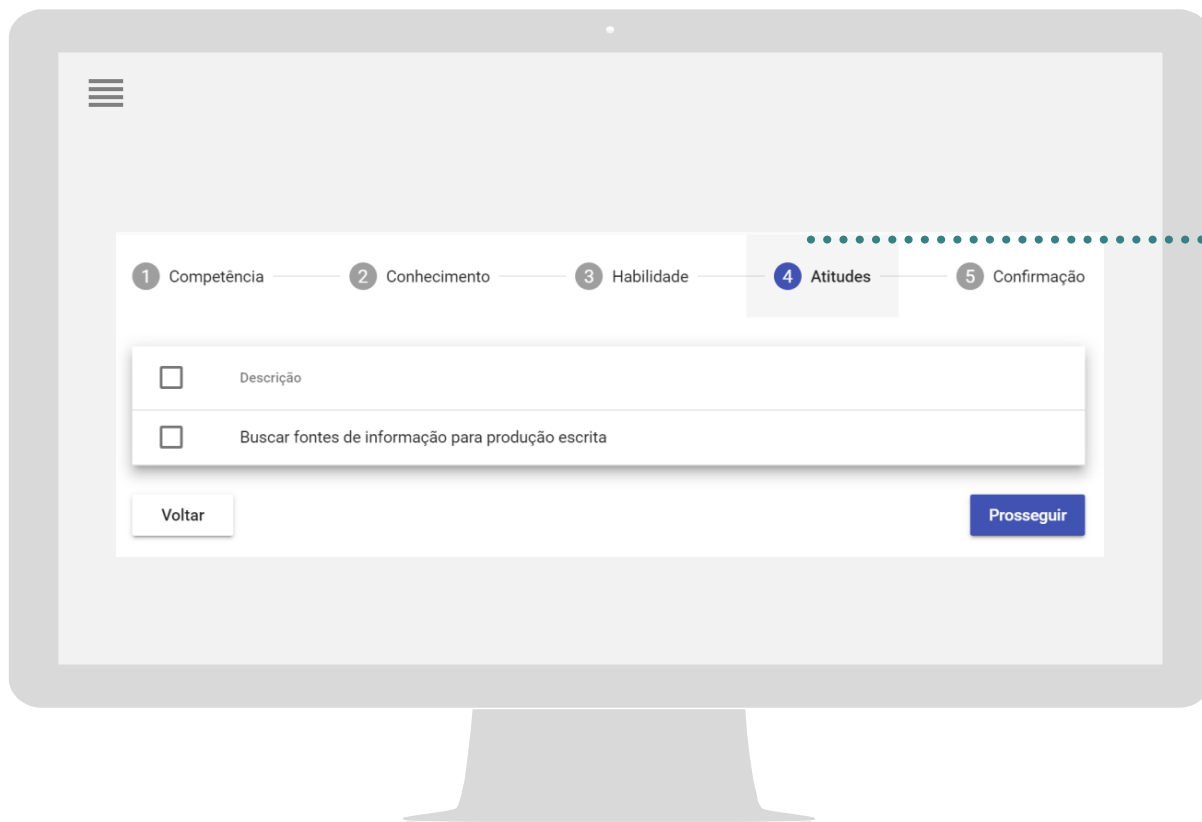 1 Competência 2 Conhecimento 3 Habilidade 4 Atitudes 5 Confirmação
Descrição
Buscar fontes de informação para produção escrita
Voltar Prosseguir